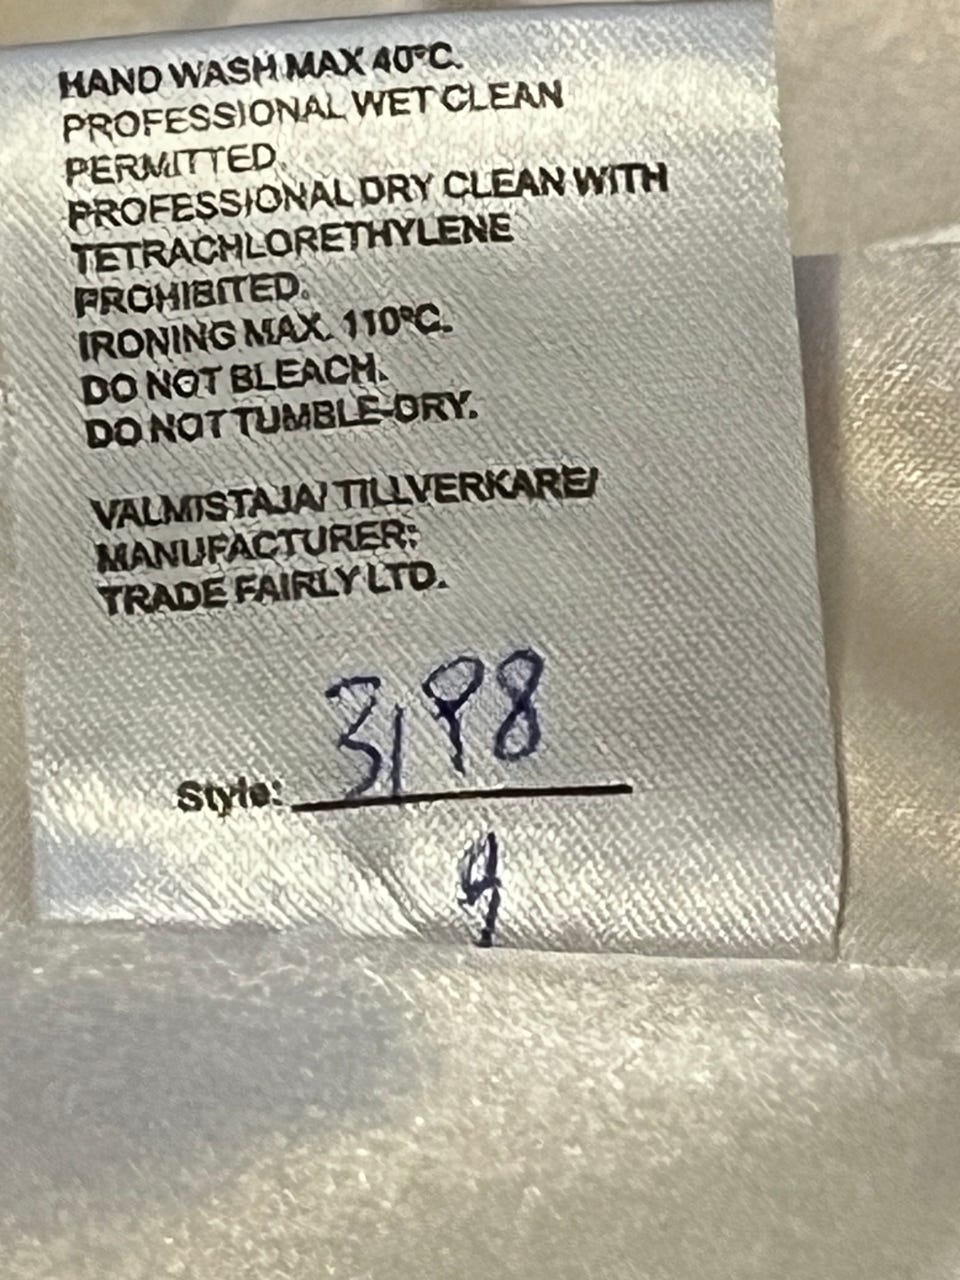 HAND WASH MAX 40°C.
PROFESSIONAL WET CLEAN
PERMITTED.
PROFESSIONAL DRY CLEAN WITH
TETRACHLORETHYLENE
PROHIBITED.
IRONING MAX. 110°C.
DO NOT BLEACH.
DO NOT TUMBLE-DRY.
VALMISTAJA/ TILLVERKARE/
MANUFACTURER:
TRADE FAIRLY LTD.
Style: 3198
4